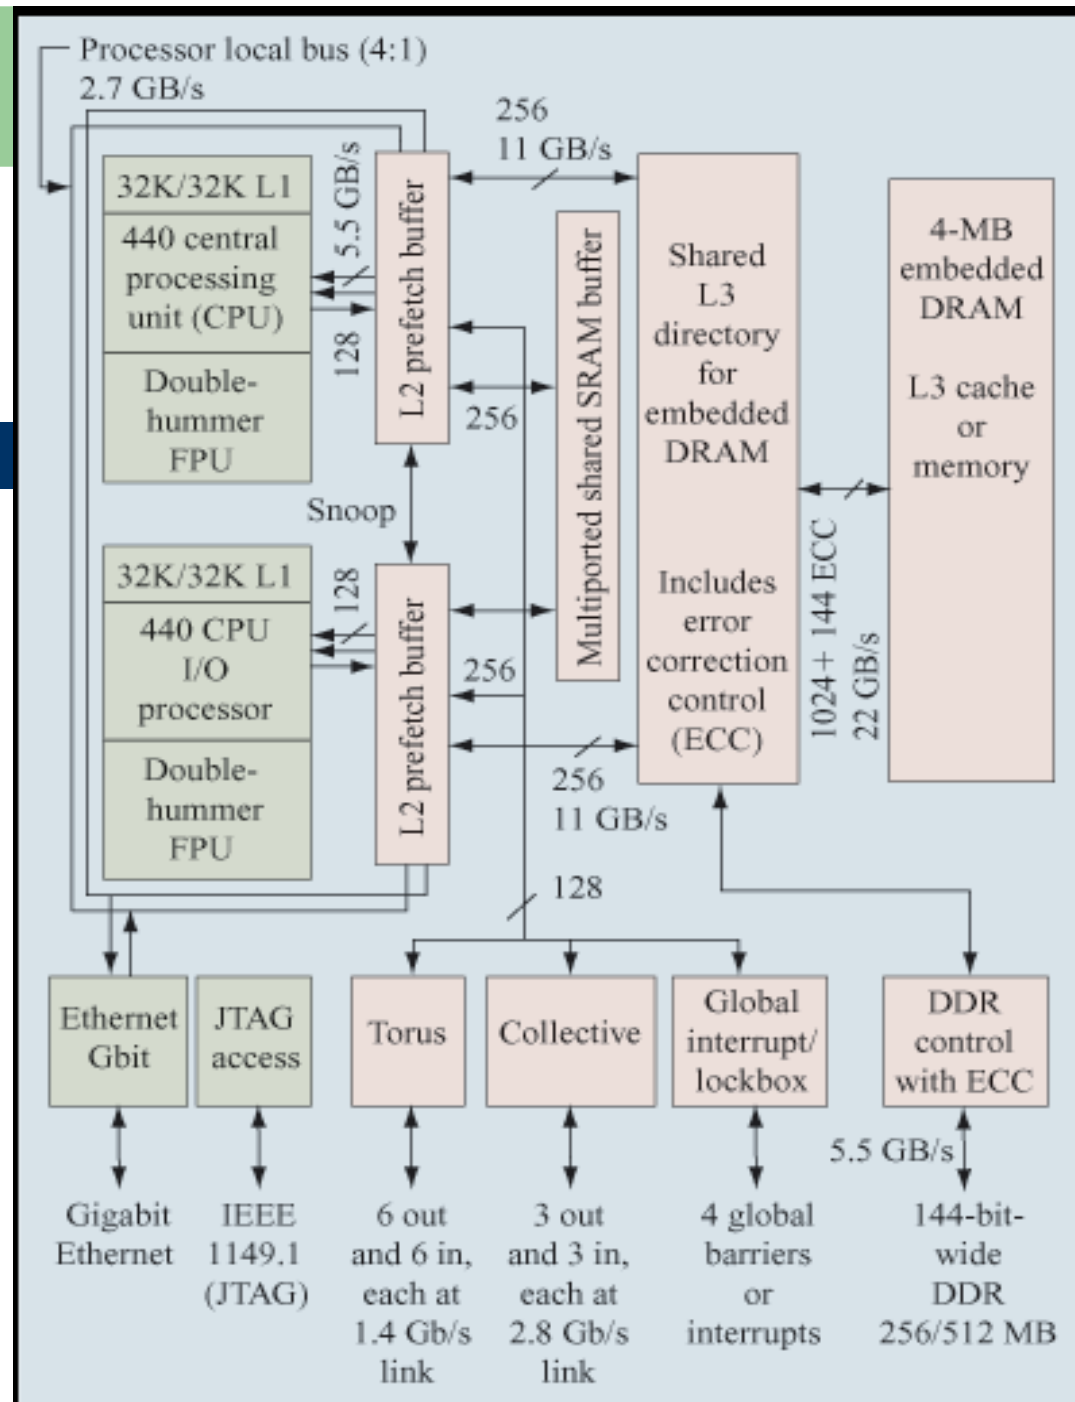 Processor local bus (4:1)
2.7 GB/s
256
11 GB/s
32K/32K L1
440 central
processing
unit (CPU)
Double-
hummer
FPU
5.5 GB/s
128
L2 prefetch buffer
256
Multiported shared SRAM buffer
Shared
L3
directory
for
embedded
DRAM
Includes
error
correction
control
(ECC)
4-MB
embedded
DRAM
L3 cache
or
memory
1024+ 144 ECC
22 GB/s
Snoop
32K/32K L1
440 CPU
I/O
processor
Double-
hummer
FPU
128
L2 prefetch buffer
256
256
11 GB/s
128
Ethernet
Gbit
JTAG
access
Torus
Collective
Global
interrupt/
lockbox
DDR
control
with ECC
5.5 GB/s
Gigabit
Ethernet
IEEE
1149.1
(JTAG)
6 out
and 6 in,
each at
1.4 Gb/s
link
3 out
and 3 in,
each at
2.8 Gb/s
link
4 global
barriers
or
interrupts
144-bit-
wide
DDR
256/512 MB